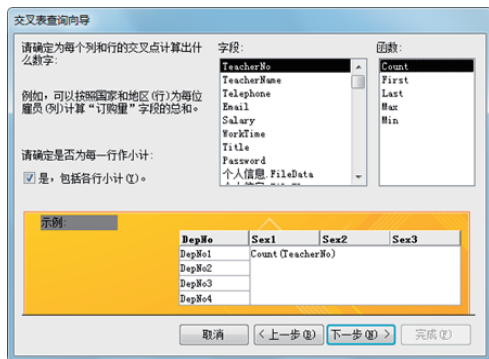 交叉表查询向导
请确定为每个列和行的交叉点计算出什
么数字:
例如，可以按照国家和地区(行)为每位
雇员(列)计算“订购量”字段的总和。
请确定是否为每一行作小计:
是，包括各行小计(Y)。
字段:
TeacherNo
TeacherName
Telephone
Email
Salary
WorkTime
Title
Password
个人信息.FileData
函数:
Count
First
Last
Max
Min
示例:
DepNo Sex1 Sex2 Sex3
DepNo1 Count(TeacherNo)
DepNo2
DepNo3
DepNo4
取消 <上一步(B) 下一步(N)> 完成(F)